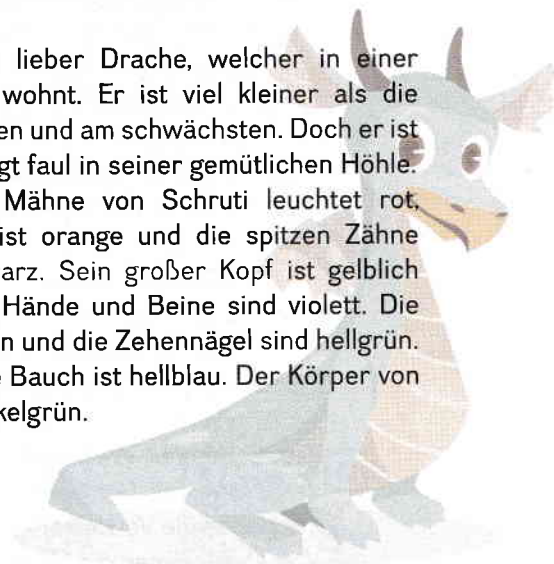 lieber Drache, welcher in einer
wohnt. Er ist viel kleiner als die
en und am schwächsten. Doch er ist
gt faul in seiner gemütlichen Höhle.
Mähne von Schruti leuchtet rot,
ist orange und die spitzen Zähne
arz. Sein großer Kopf ist gelblich
Hände und Beine sind violett. Die
n und die Zehennägel sind hellgrün.
e Bauch ist hellblau. Der Körper von
kelgrün.